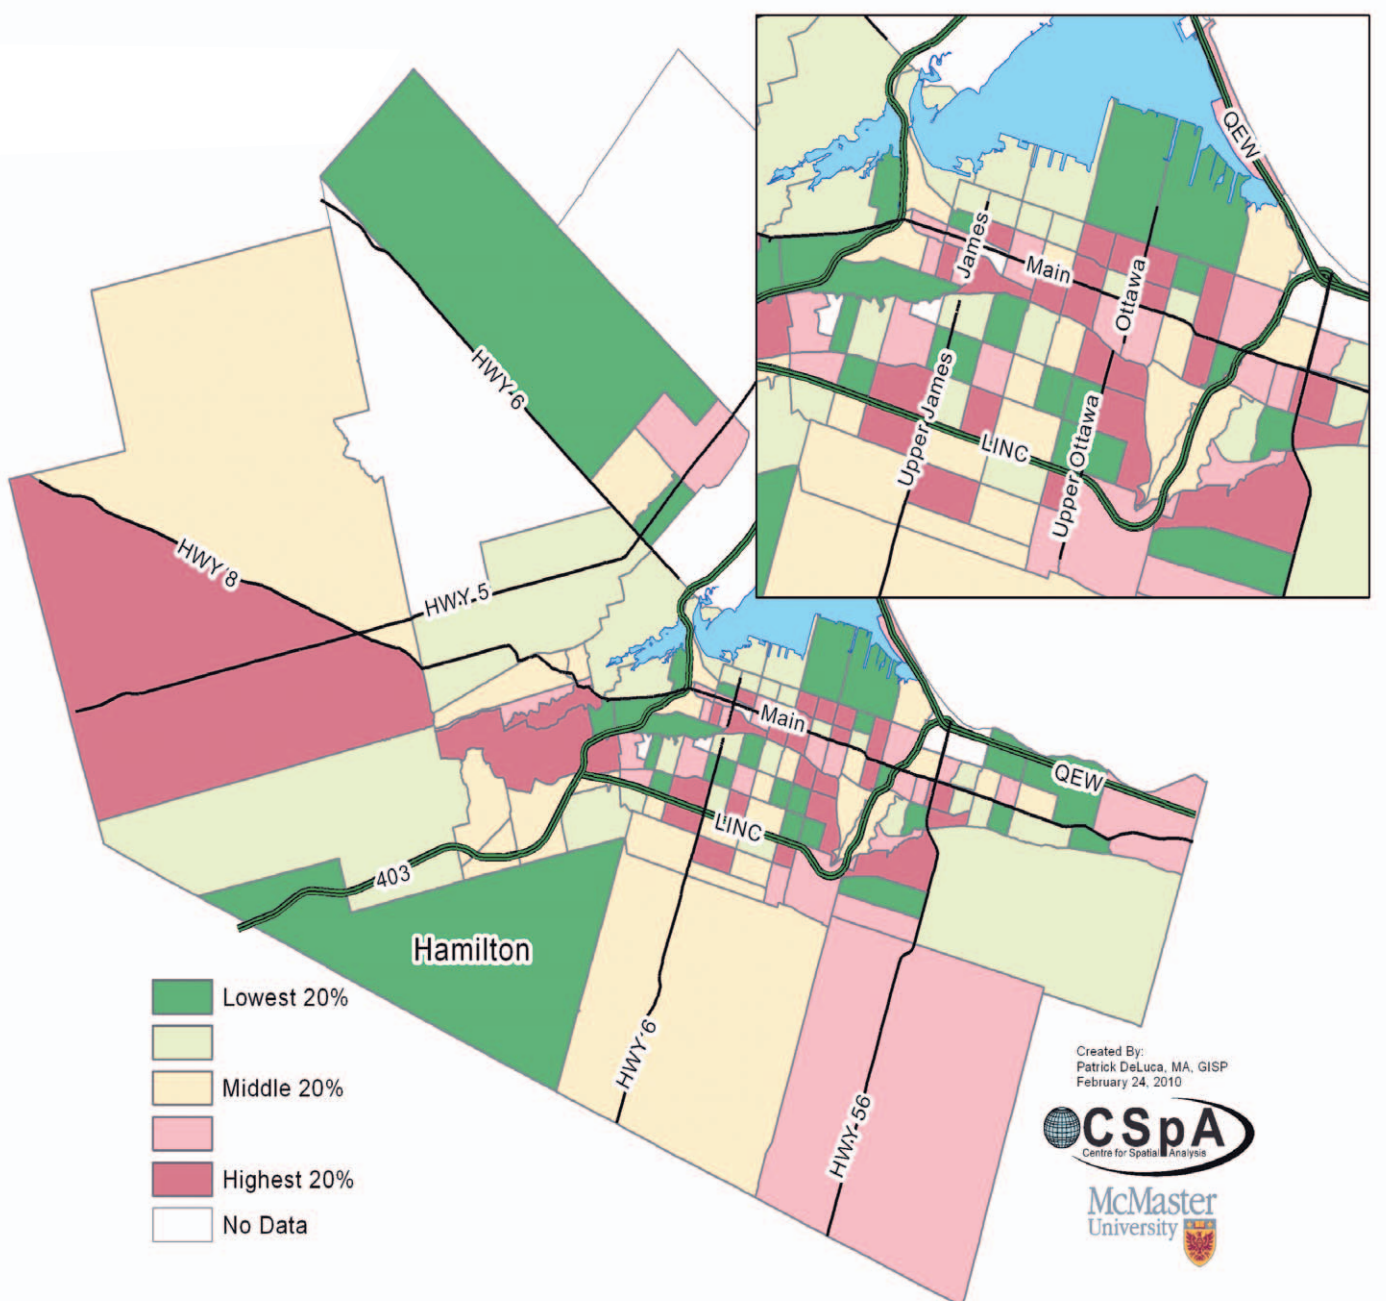 QEW
James
Main
Ottawa
Upper James
LINC
Upper Ottawa
HWY 6
HWY 8
HWY 5
Main
QEW
LINC
403
Hamilton
HWY 6
HWY 56
Lowest 20%
Middle 20%
Highest 20%
No Data
Created By:
Patrick DeLuca, MA, GISP
February 24, 2010
CSpA
Centre for Spatial Analysis
McMaster
University